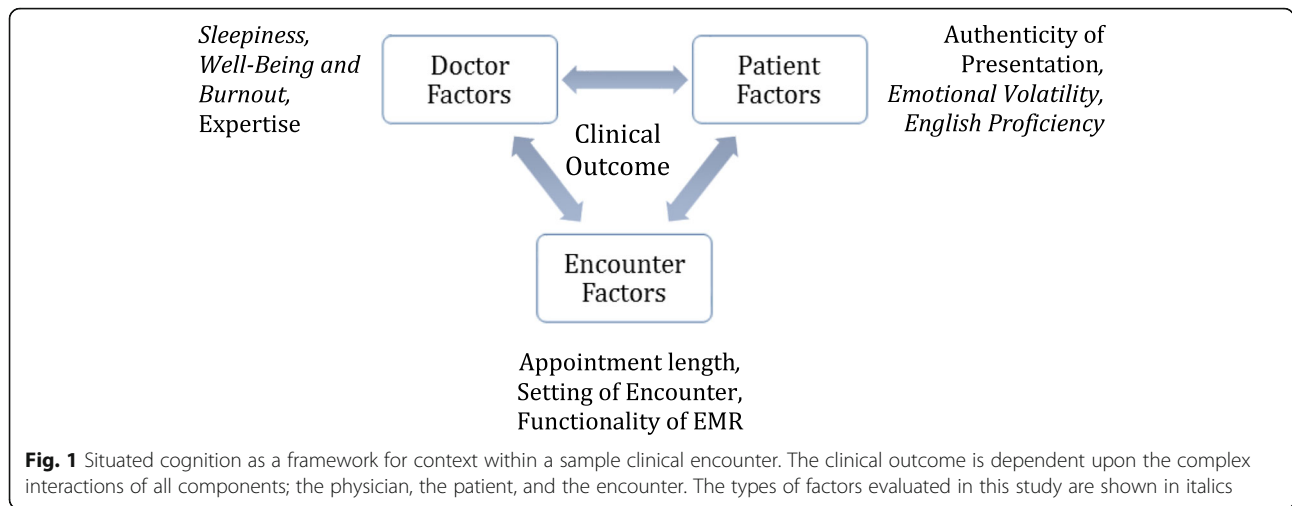 Sleepiness,
Well-Being and
Burnout,
Expertise
Doctor
Factors
Patient
Factors
Authenticity of
Presentation,
Emotional Volatility,
English Proficiency
Clinical
Outcome
Encounter
Factors
Appointment length,
Setting of Encounter,
Functionality of EMR
Fig. 1 Situated cognition as a framework for context within a sample clinical encounter. The clinical outcome is dependent upon the complex
interactions of all components; the physician, the patient, and the encounter. The types of factors evaluated in this study are shown in italics